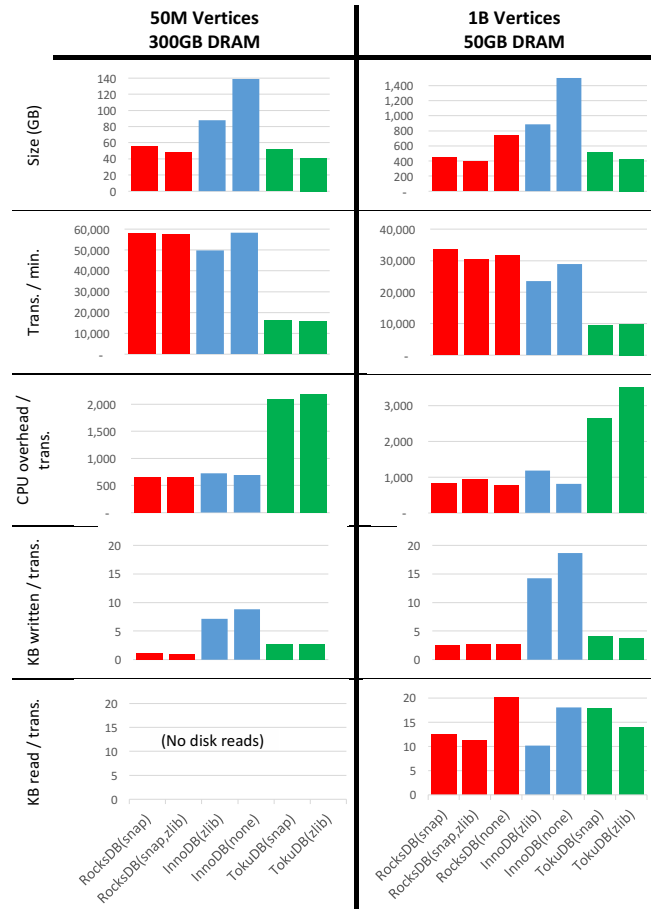 50M Vertices
300GB DRAM
1B Vertices
50GB DRAM
Size (GB)
140
120
100
80
60
40
20
0
1,400
1,200
1,000
800
600
400
200
-
Trans. / min.
60,000
50,000
40,000
30,000
20,000
10,000
-
40,000
30,000
20,000
10,000
-
CPU overhead /
trans.
2,000
1,500
1,000
500
-
3,000
2,000
1,000
-
KB written / trans.
20
15
10
5
0
20
15
10
5
0
KB read / trans.
20
15
10
5
0
(No disk reads)
20
15
10
5
0
RocksDB(snap)
RocksDB(snap,zlib)
InnoDB(zlib)
InnoDB(none)
TokuDB(snap)
TokuDB(zlib)
RocksDB(snap)
RocksDB(snap,zlib)
RocksDB(none)
InnoDB(zlib)
InnoDB(none)
TokuDB(snap)
TokuDB(zlib)